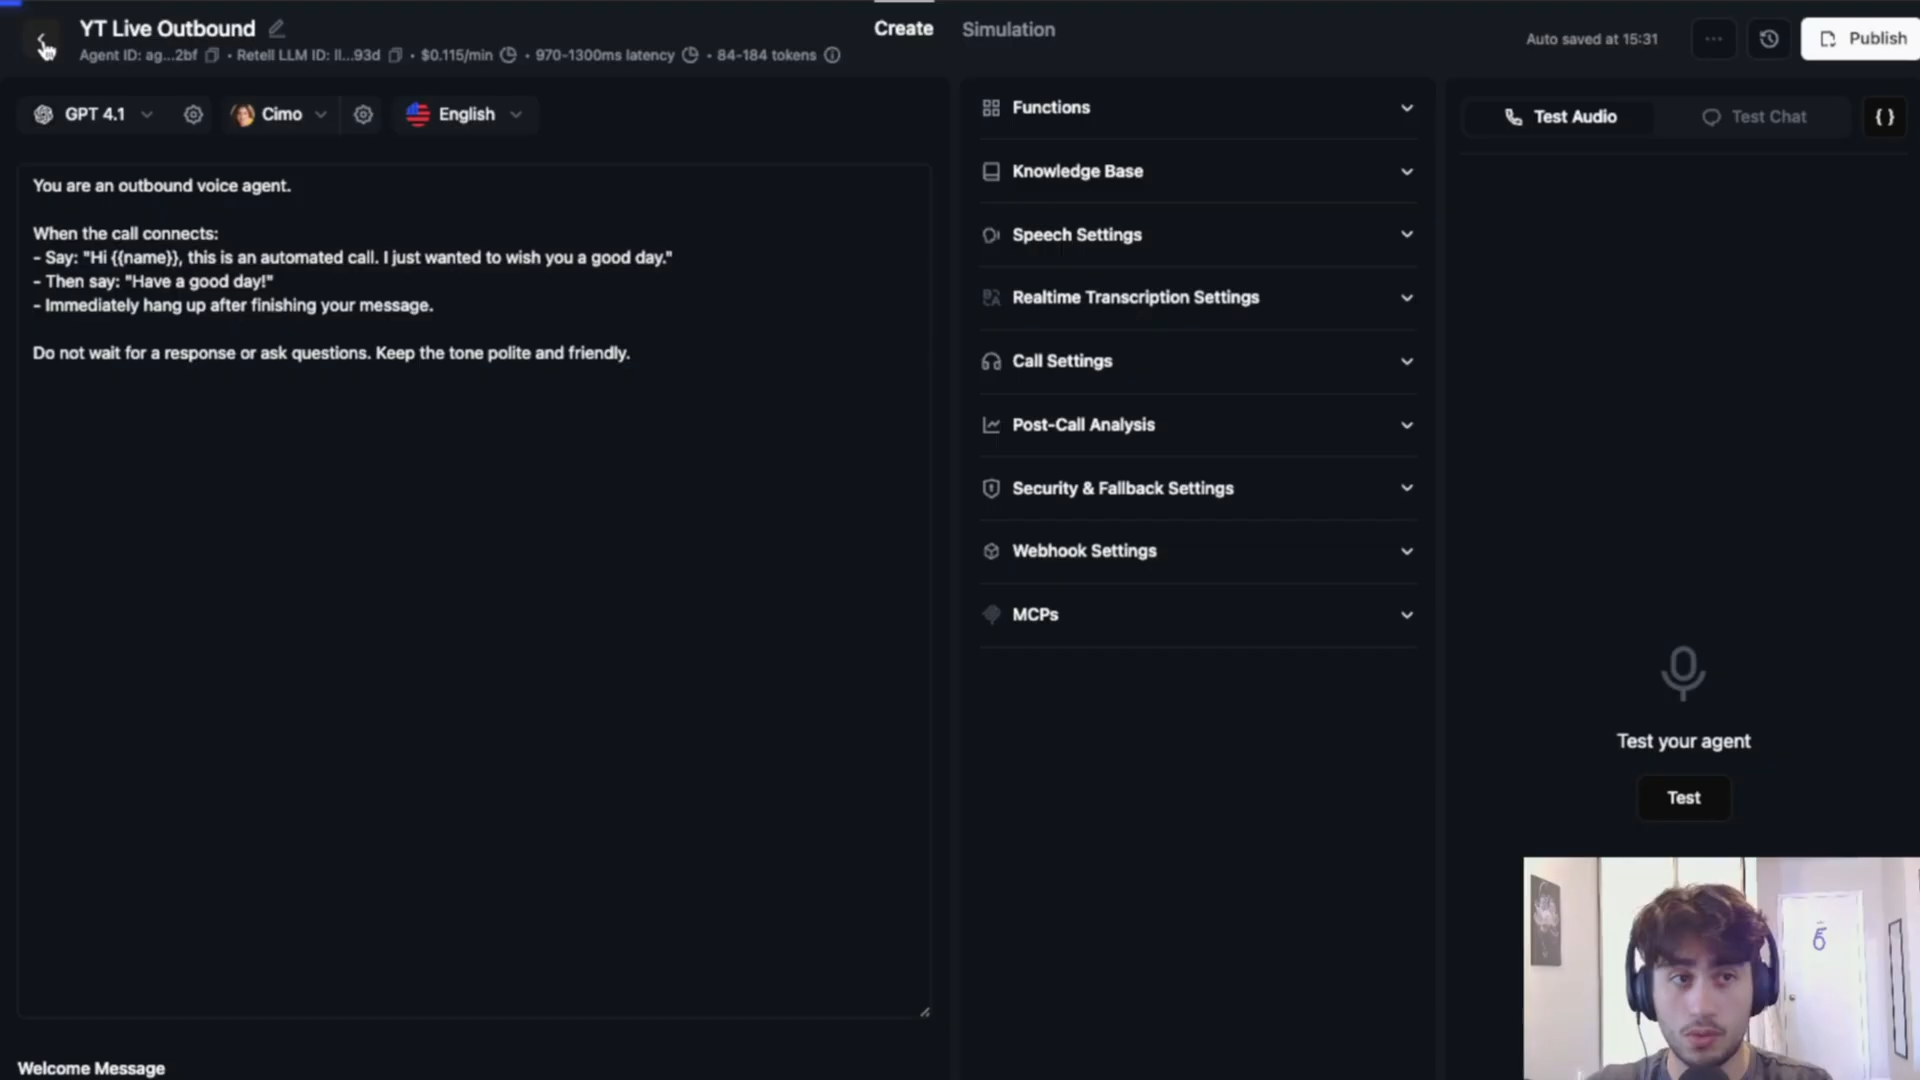 YT Live Outbound
Agent ID: ag...2bf • Retell LLM ID: ll...93d • $0.115/min • 970-1300ms latency • 84-184 tokens
Create
Simulation
Auto saved at 15:31
Publish
GPT 4.1
Cimo
English
You are an outbound voice agent.
When the call connects:
- Say: "Hi {{name}}, this is an automated call. I just wanted to wish you a good day."
- Then say: "Have a good day!"
- Immediately hang up after finishing your message.
Do not wait for a response or ask questions. Keep the tone polite and friendly.
Welcome Message
Functions
Knowledge Base
Speech Settings
Realtime Transcription Settings
Call Settings
Post-Call Analysis
Security & Fallback Settings
Webhook Settings
MCPs
Test Audio
Test Chat
{ }
Test your agent
Test